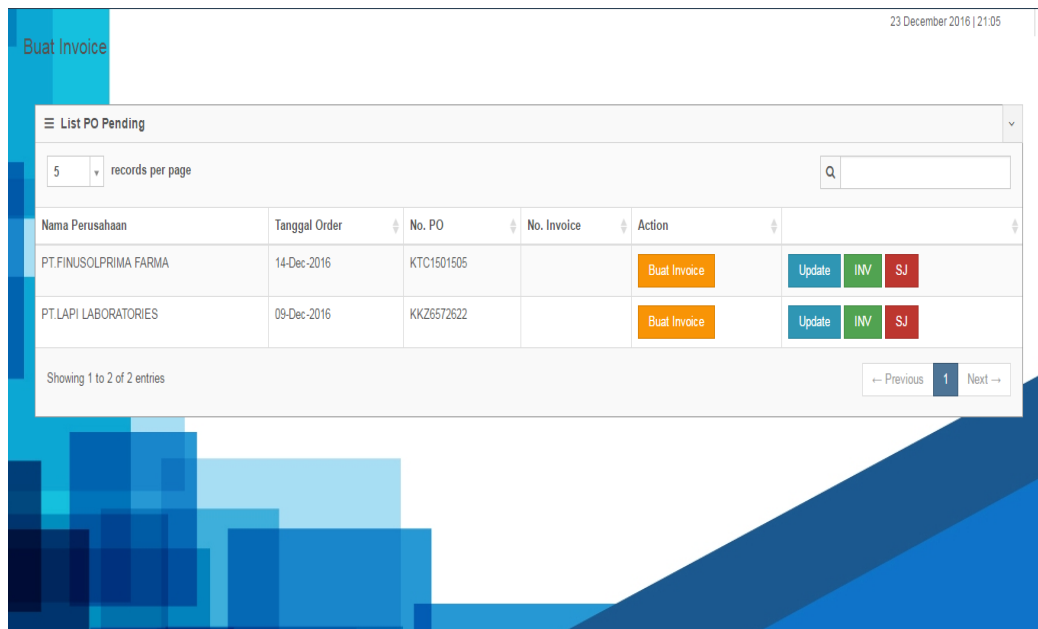 23 December 2016 | 21:05
Buat Invoice
List PO Pending
5 records per page
Nama Perusahaan Tanggal Order No. PO No. Invoice Action
PT.FINUSOLPRIMA FARMA 14-Dec-2016 KTC1501505 Buat Invoice Update INV SJ
PT.LAPI LABORATORIES 09-Dec-2016 KKZ6572622 Buat Invoice Update INV SJ
Showing 1 to 2 of 2 entries ← Previous 1 Next →